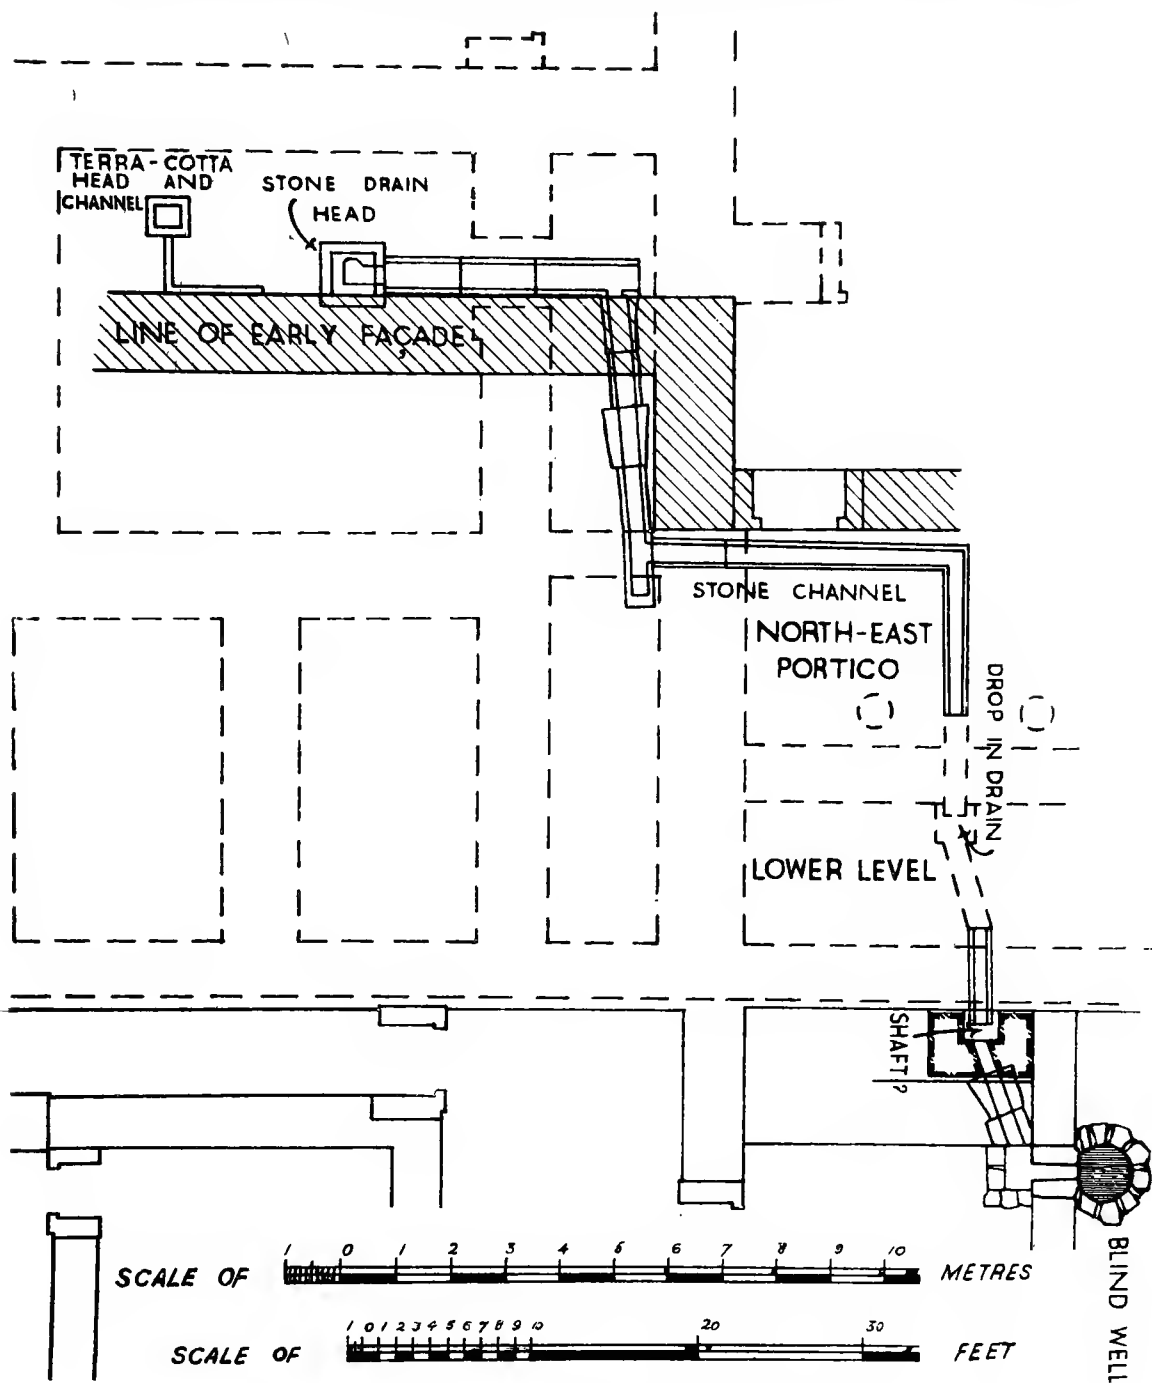 TERRA-COTTA
HEAD AND
CHANNEL
STONE DRAIN
HEAD
LINE OF EARLY FAÇADE
STONE CHANNEL
NORTH-EAST
PORTICO
DROP IN DRAIN
LOWER LEVEL
SHAFT?
BLIND WELL
1 0 1 2 3 4 5 6 7 8 9 10
SCALE OF METRES
1 0 1 2 3 4 5 6 7 8 9 10 20 30
SCALE OF FEET